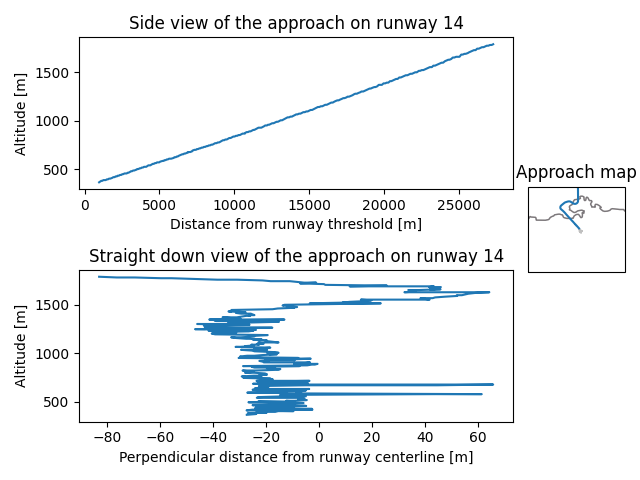 Side view of the approach on runway 14
1500
1000
500
Altitude [m]
0 5000 10000 15000 20000 25000
Distance from runway threshold [m]
Approach map
Straight down view of the approach on runway 14
1500
1000
500
Altitude [m]
−80 −60 −40 −20 0 20 40 60
Perpendicular distance from runway centerline [m]